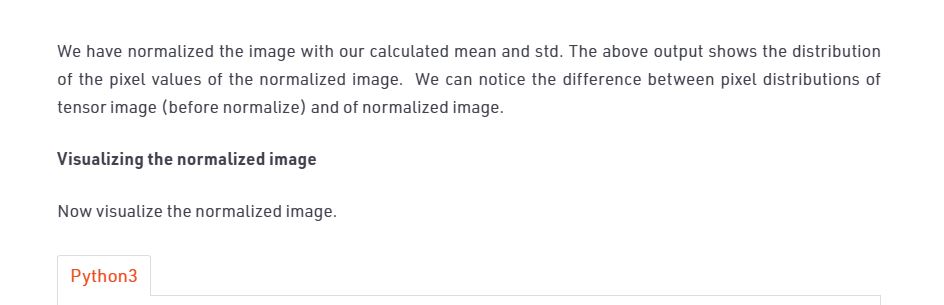 We have normalized the image with our calculated mean and std. The above output shows the distribution
of the pixel values of the normalized image.  We can notice the difference between pixel distributions of
tensor image (before normalize) and of normalized image.
Visualizing the normalized image
Now visualize the normalized image.
Python3